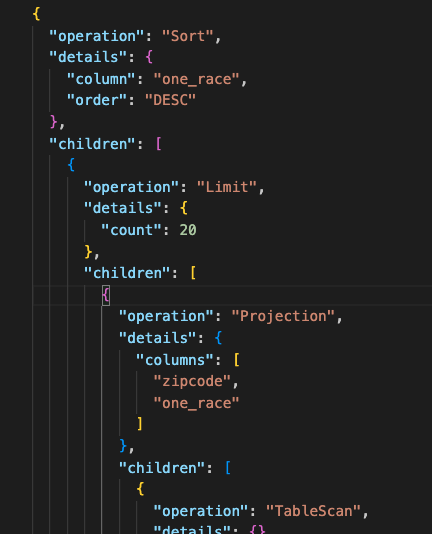 {
"operation": "Sort",
"details": {
"column": "one_race",
"order": "DESC"
},
"children": [
{
"operation": "Limit",
"details": {
"count": 20
},
"children": [
{
"operation": "Projection",
"details": {
"columns": [
"zipcode",
"one_race"
]
},
"children": [
{
"operation": "TableScan",
"details": {}